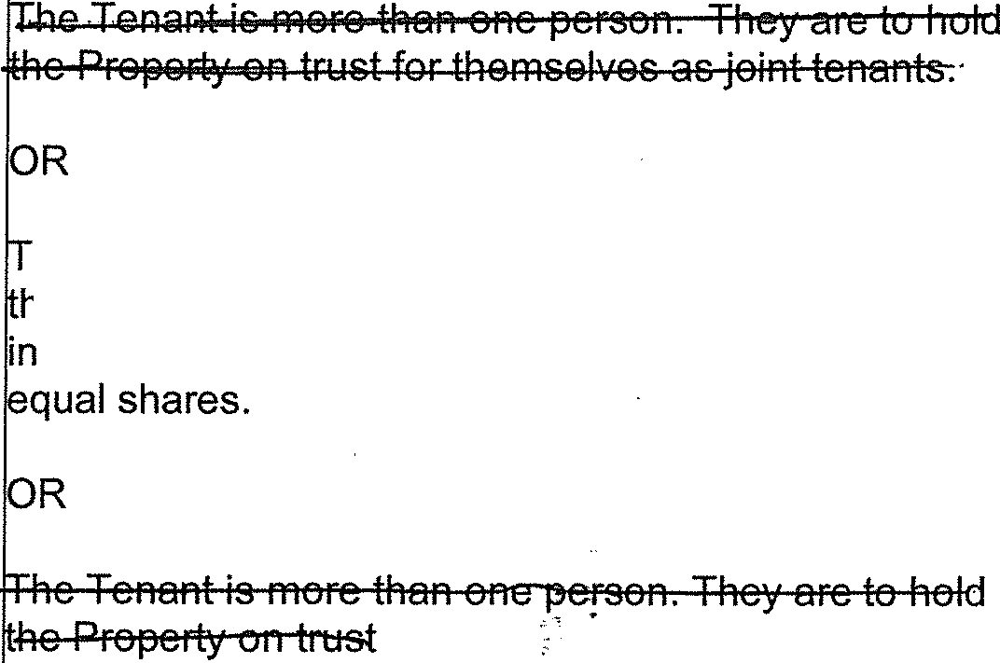 The Tenant is more than one person. They are to hold
the Property on trust for themselves as joint tenants.
OR
T
th
in
equal shares.
OR
The Tenant is more than one person. They are to hold
the Property on trust